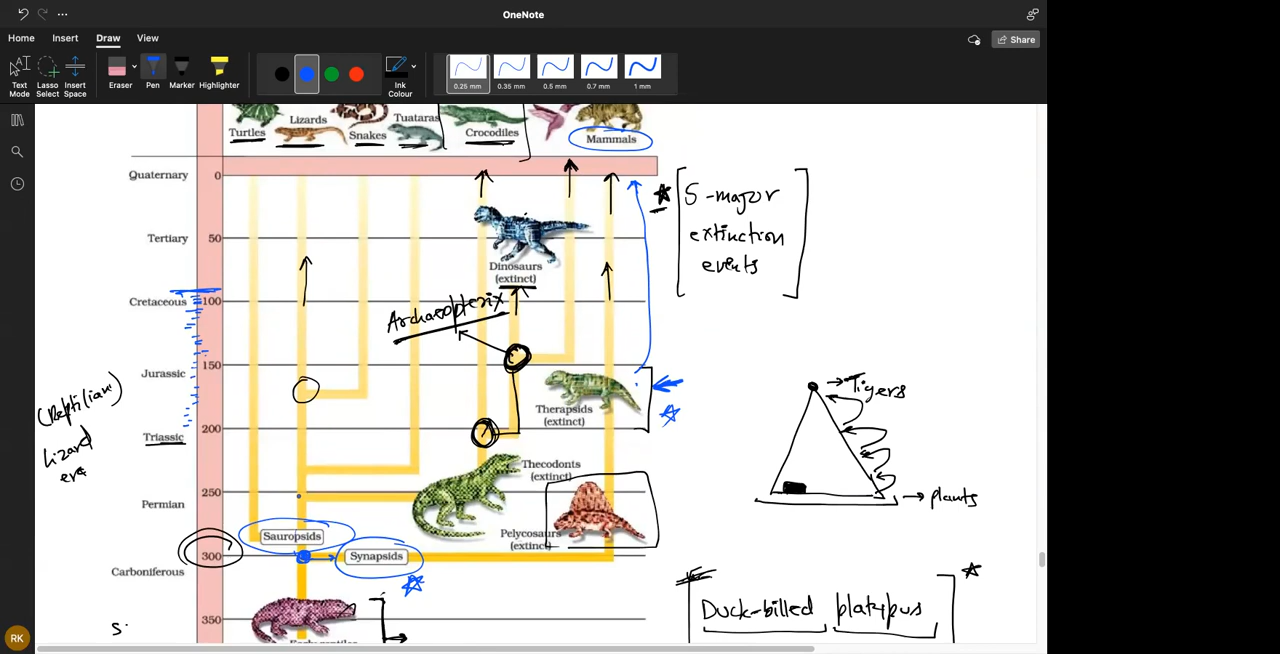 OneNote
Home Insert Draw View
Share
Text Mode
Lasso Select
Insert Space
Eraser
Pen
Marker
Highlighter
Ink Colour
0.25 mm
0.35 mm
0.5 mm
0.7 mm
1 mm
Turtles
Lizards
Snakes
Tuataras
Crocodiles
Mammals
Quaternary 0
Tertiary 50
Cretaceous 100
Jurassic 150
Triassic 200
Permian 250
300
Carboniferous
350
Dinosaurs
(extinct)
Archaeopterix
Therapsids
(extinct)
Thecodonts
(extinct)
Pelycosaurs
(extinct)
Sauropsids
Synapsids
Early reptiles
(Reptilian)
Lizard
era
5-major
extinction
events
Tigers
plants
Duck-billed platypus
S
RK